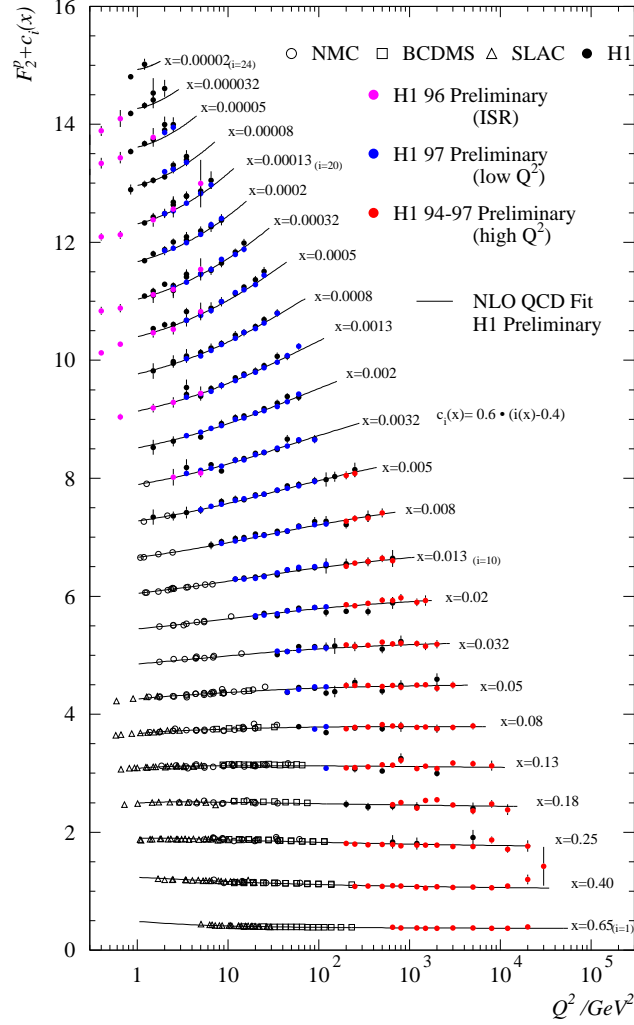 F₂ᵖ+cᵢ(x)
16
14
12
10
8
6
4
2
0
1
10
10²
10³
10⁴
10⁵
Q² /GeV²
NMC BCDMS SLAC H1
H1 96 Preliminary
(ISR)
H1 97 Preliminary
(low Q²)
H1 94-97 Preliminary
(high Q²)
NLO QCD Fit
H1 Preliminary
cᵢ(x)= 0.6 • (i(x)-0.4)
x=0.00002 (i=24)
x=0.000032
x=0.00005
x=0.00008
x=0.00013 (i=20)
x=0.0002
x=0.00032
x=0.0005
x=0.0008
x=0.0013
x=0.002
x=0.0032
x=0.005
x=0.008
x=0.013 (i=10)
x=0.02
x=0.032
x=0.05
x=0.08
x=0.13
x=0.18
x=0.25
x=0.40
x=0.65 (i=1)